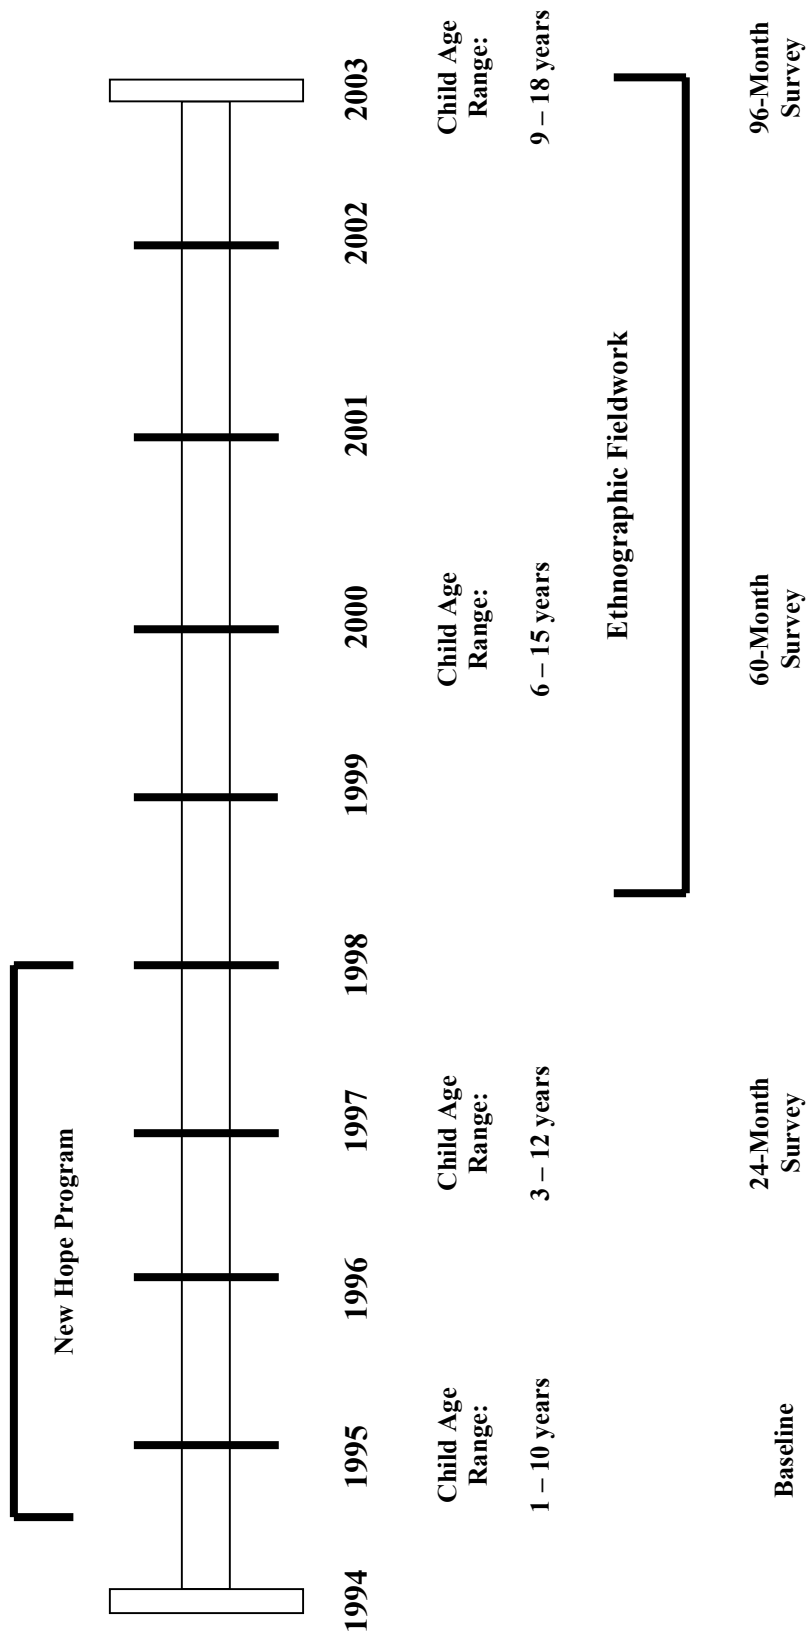 New Hope Program
1994
1995
1996
1997
1998
1999
2000
2001
2002
2003
Child Age
Range:
1 – 10 years
Child Age
Range:
3 – 12 years
Child Age
Range:
6 – 15 years
Child Age
Range:
9 – 18 years
Ethnographic Fieldwork
Baseline
24-Month
Survey
60-Month
Survey
96-Month
Survey